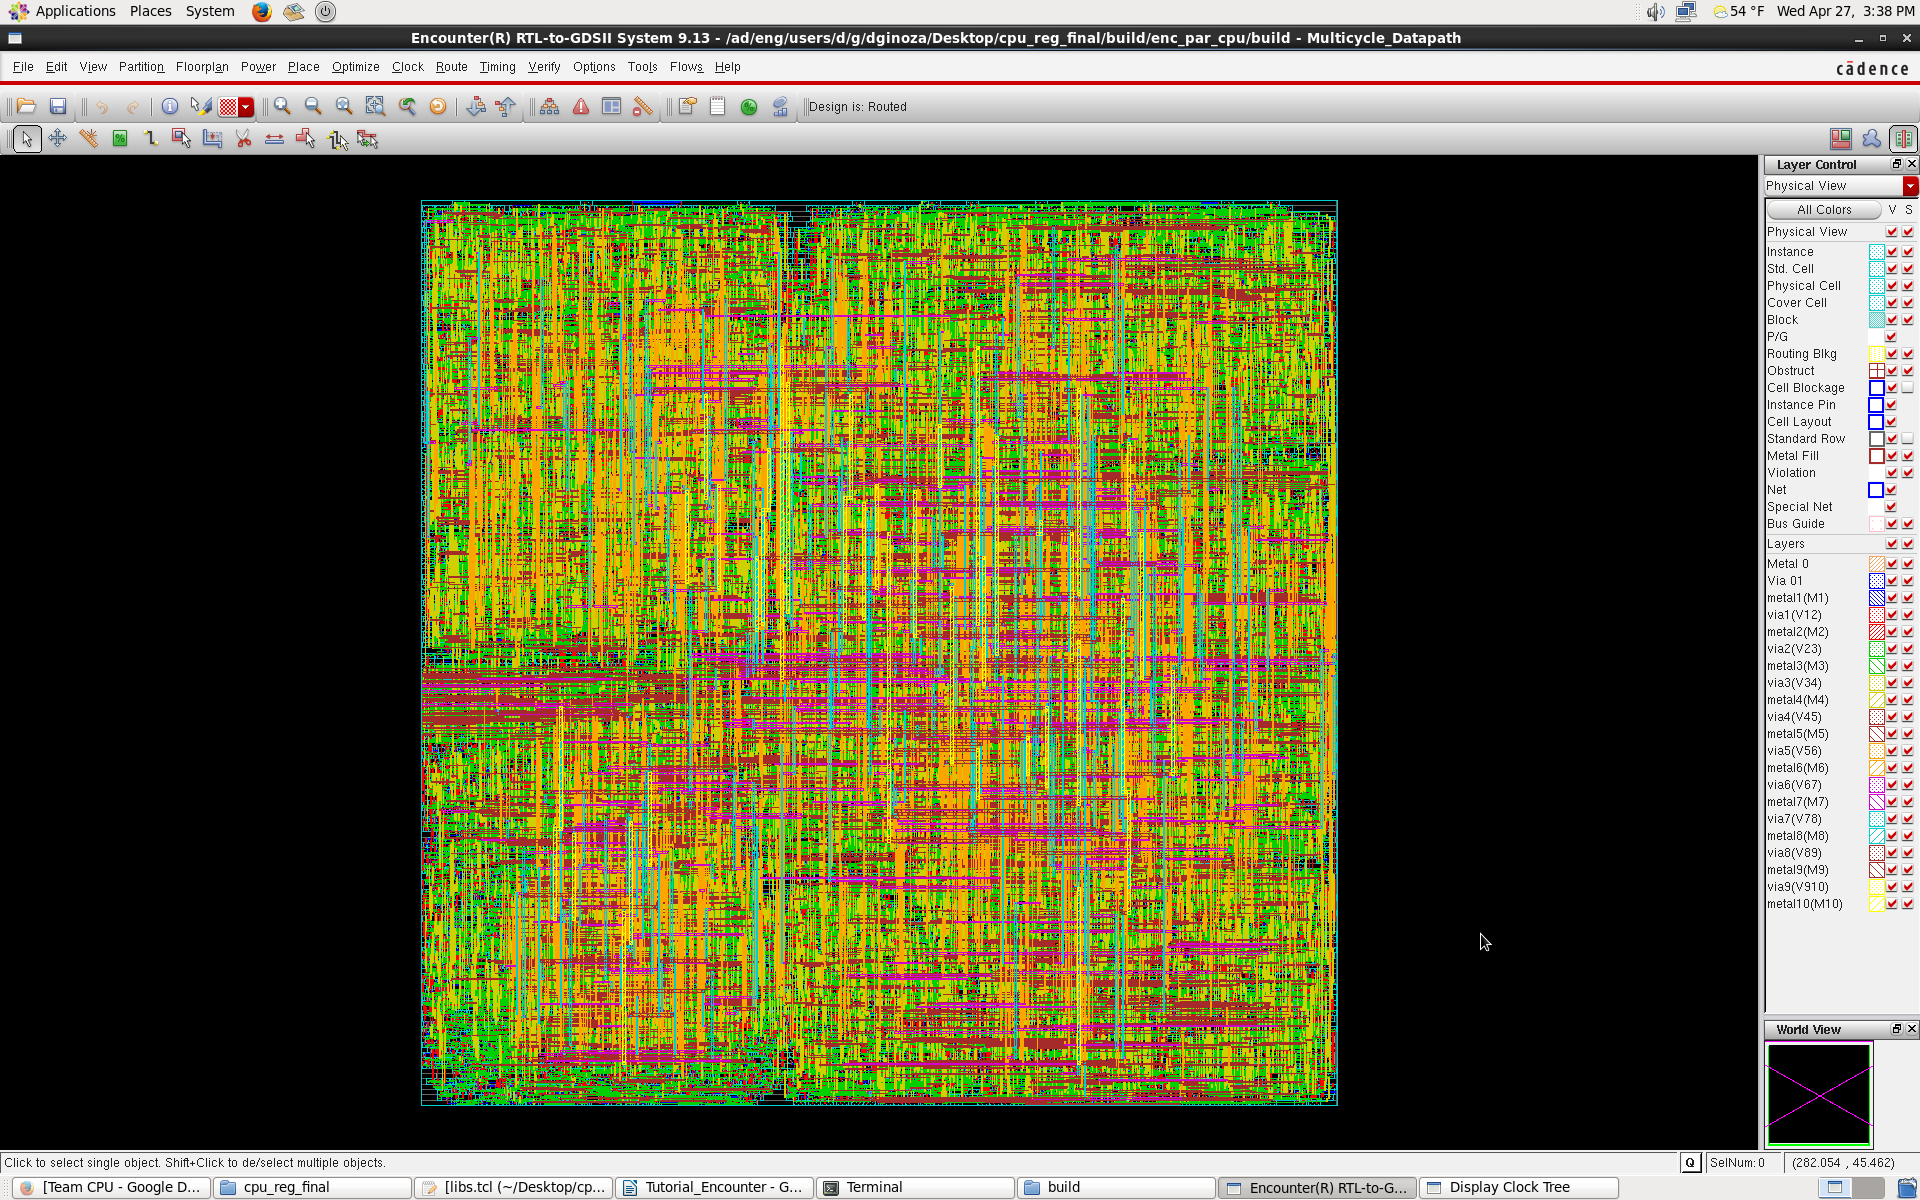 Applications Places System 54 °F Wed Apr 27, 3:38 PM
Encounter(R) RTL-to-GDSII System 9.13 - /ad/eng/users/d/g/dginoza/Desktop/cpu_reg_final/build/enc_par_cpu/build - Multicycle_Datapath
File Edit View Partition Floorplan Power Place Optimize Clock Route Timing Verify Options Tools Flows Help cādence
Design is: Routed
Layer Control
Physical View
All Colors V S
Physical View
Instance
Std. Cell
Physical Cell
Cover Cell
Block
P/G
Routing Blkg
Obstruct
Cell Blockage
Instance Pin
Cell Layout
Standard Row
Metal Fill
Violation
Net
Special Net
Bus Guide
Layers
Metal 0
Via 01
metal1(M1)
via1(V12)
metal2(M2)
via2(V23)
metal3(M3)
via3(V34)
metal4(M4)
via4(V45)
metal5(M5)
via5(V56)
metal6(M6)
via6(V67)
metal7(M7)
via7(V78)
metal8(M8)
via8(V89)
metal9(M9)
via9(V910)
metal10(M10)
World View
Click to select single object. Shift+Click to de/select multiple objects. Q SelNum: 0 (282.054 , 45.462)
[Team CPU - Google D... cpu_reg_final [libs.tcl (~/Desktop/cp... Tutorial_Encounter - G... Terminal build Encounter(R) RTL-to-G... Display Clock Tree